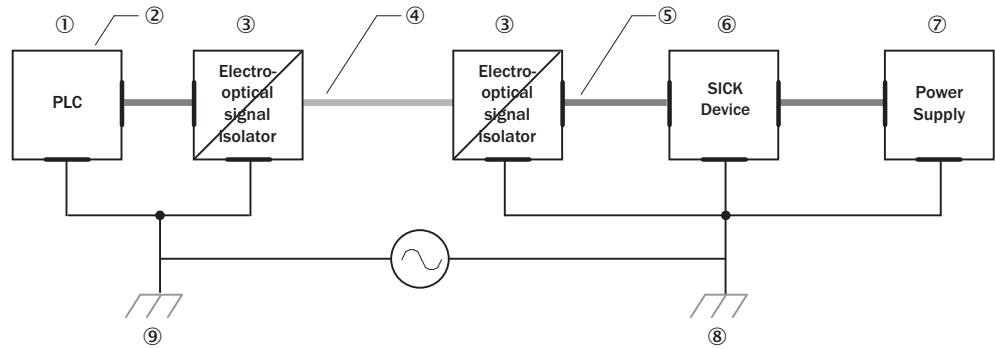 ① ② ③ ④ ③ ⑤ ⑥ ⑦
PLC
Electro-
optical
signal
isolator
Electro-
optical
signal
isolator
SICK
Device
Power
Supply
⑨ ⑧